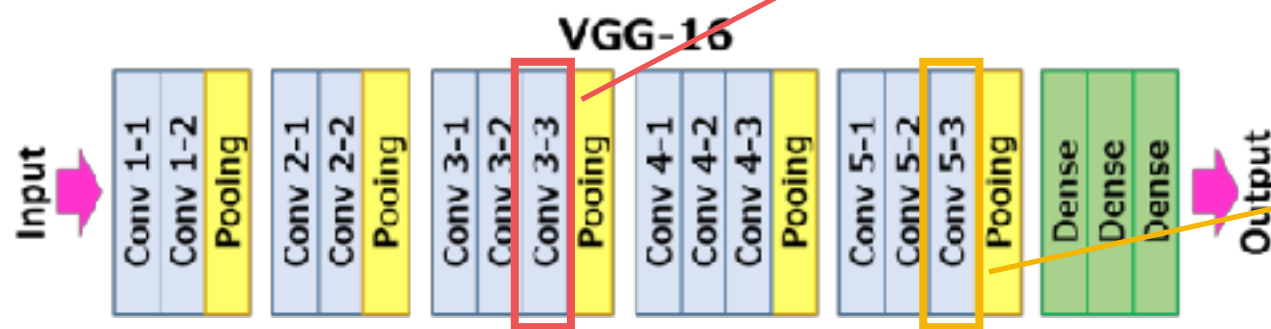 VGG-16
Input
Conv 1-1
Conv 1-2
Pooing
Conv 2-1
Conv 2-2
Pooing
Conv 3-1
Conv 3-2
Conv 3-3
Pooing
Conv 4-1
Conv 4-2
Conv 4-3
Pooing
Conv 5-1
Conv 5-2
Conv 5-3
Pooing
Dense
Dense
Dense
Output